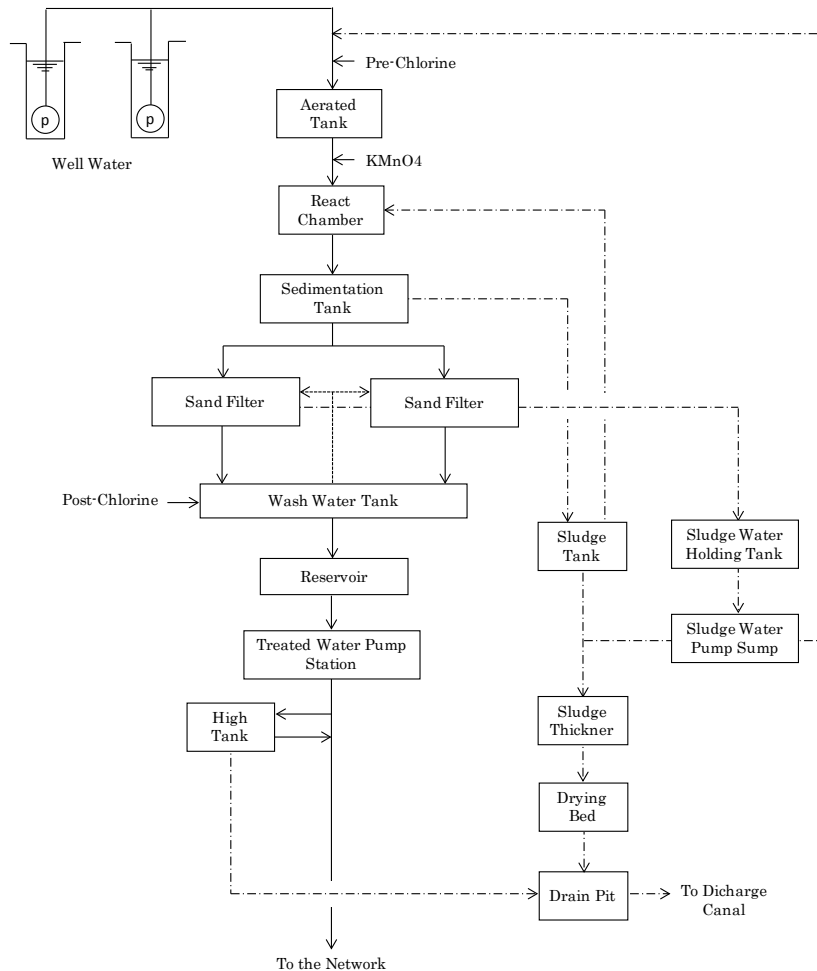 p
p
Well Water
Pre-Chlorine
Aerated
Tank
KMnO4
React
Chamber
Sedimentation
Tank
Sand Filter
Sand Filter
Post-Chlorine
Wash Water Tank
Reservoir
Treated Water Pump
Station
High
Tank
Sludge
Tank
Sludge Water
Holding Tank
Sludge Water
Pump Sump
Sludge
Thickner
Drying
Bed
Drain Pit
To Dicharge
Canal
To the Network